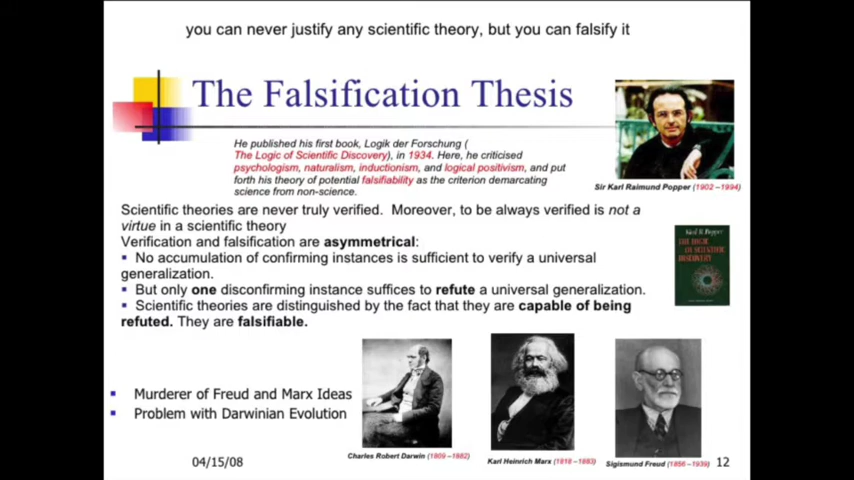 you can never justify any scientific theory, but you can falsify it
The Falsification Thesis
He published his first book, Logik der Forschung (
The Logic of Scientific Discovery), in 1934. Here, he criticised
psychologism, naturalism, inductionism, and logical positivism, and put
forth his theory of potential falsifiability as the criterion demarcating
science from non-science.
Sir Karl Raimund Popper (1902 –1994)
Scientific theories are never truly verified. Moreover, to be always verified is not a
virtue in a scientific theory
Verification and falsification are asymmetrical:
▪ No accumulation of confirming instances is sufficient to verify a universal
generalization.
▪ But only one disconfirming instance suffices to refute a universal generalization.
▪ Scientific theories are distinguished by the fact that they are capable of being
refuted. They are falsifiable.
Karl R. Popper
THE LOGIC
OF SCIENTIFIC
DISCOVERY
▪ Murderer of Freud and Marx Ideas
▪ Problem with Darwinian Evolution
Charles Robert Darwin (1809 –1882)
Karl Heinrich Marx (1818 –1883)
Sigismund Freud (1856 –1939)
04/15/08
12